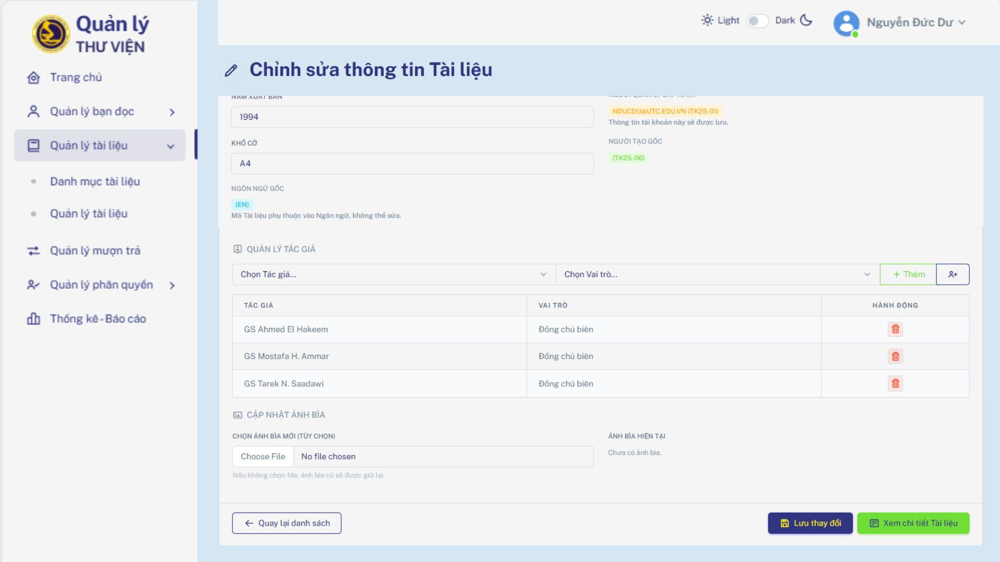 Quản lý
THƯ VIỆN
Trang chủ
Quản lý bạn đọc
Quản lý tài liệu
Danh mục tài liệu
Quản lý tài liệu
Quản lý mượn trả
Quản lý phân quyền
Thống kê - Báo cáo
Light
Dark
Nguyễn Đức Dư
Chỉnh sửa thông tin Tài liệu
NĂM XUẤT BẢN
1994
KHỔ CỠ
A4
NGÔN NGỮ GỐC
(EN)
Mã Tài liệu phụ thuộc vào Ngôn ngữ, không thể sửa.
NGƯỜI QUẢN LÝ CẬP NHẬT
NDUCDU@UTC.EDU.VN (TK25-01)
Thông tin tài khoản này sẽ được lưu.
NGƯỜI TẠO GỐC
(TK25-06)
QUẢN LÝ TÁC GIẢ
Chọn Tác giả...
Chọn Vai trò...
+ Thêm
TÁC GIẢ
VAI TRÒ
HÀNH ĐỘNG
GS Ahmed El Hakeem
Đồng chủ biên
GS Mostafa H. Ammar
Đồng chủ biên
GS Tarek N. Saadawi
Đồng chủ biên
CẬP NHẬT ẢNH BÌA
CHỌN ẢNH BÌA MỚI (TÙY CHỌN)
Choose File
No file chosen
Nếu không chọn file, ảnh bìa cũ sẽ được giữ lại.
ẢNH BÌA HIỆN TẠI
Chưa có ảnh bìa.
Quay lại danh sách
Lưu thay đổi
Xem chi tiết Tài liệu